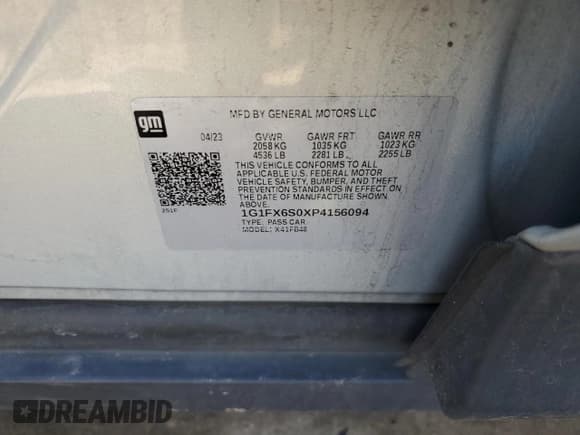 gm
MFD BY GENERAL MOTORS LLC
04/23 GVWR GAWR FRT GAWR RR
2058 KG 1035 KG 1023 KG
4536 LB 2281 LB 2255 LB
THIS VEHICLE CONFORMS TO ALL
APPLICABLE U.S. FEDERAL MOTOR
VEHICLE SAFETY, BUMPER, AND THEFT
PREVENTION STANDARDS IN EFFECT ON
THE DATE OF MANUFACTURE SHOWN
ABOVE.
2S1F
1G1FX6S0XP4156094
TYPE: PASS CAR
MODEL: X41FB48
DREAMBID